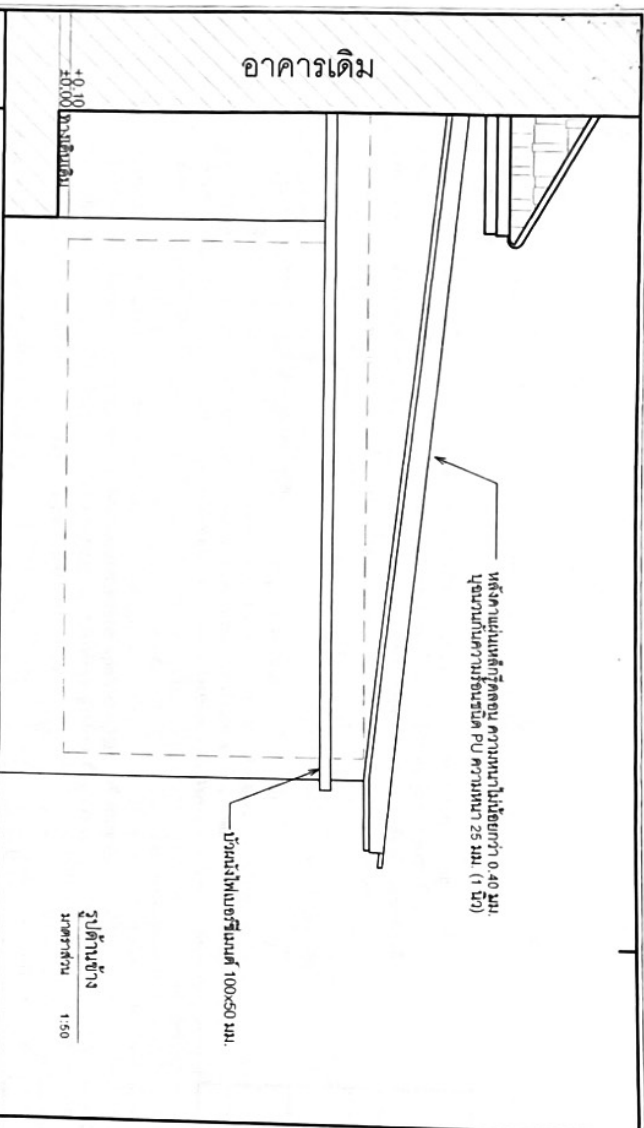 อาคารเดิม
+0.10
±0.00 ทางเดินเดิม
หลังคาแผ่นเหล็กรีดลอน ความหนาไม่น้อยกว่า 0.40 มม.
บุฉนวนกันความร้อนชนิด PU ความหนา 25 มม. (1 นิ้ว)
บัวผนังไฟเบอร์ซีเมนต์ 100x50 มม.
รูปด้านข้าง
มาตราส่วน 1:50